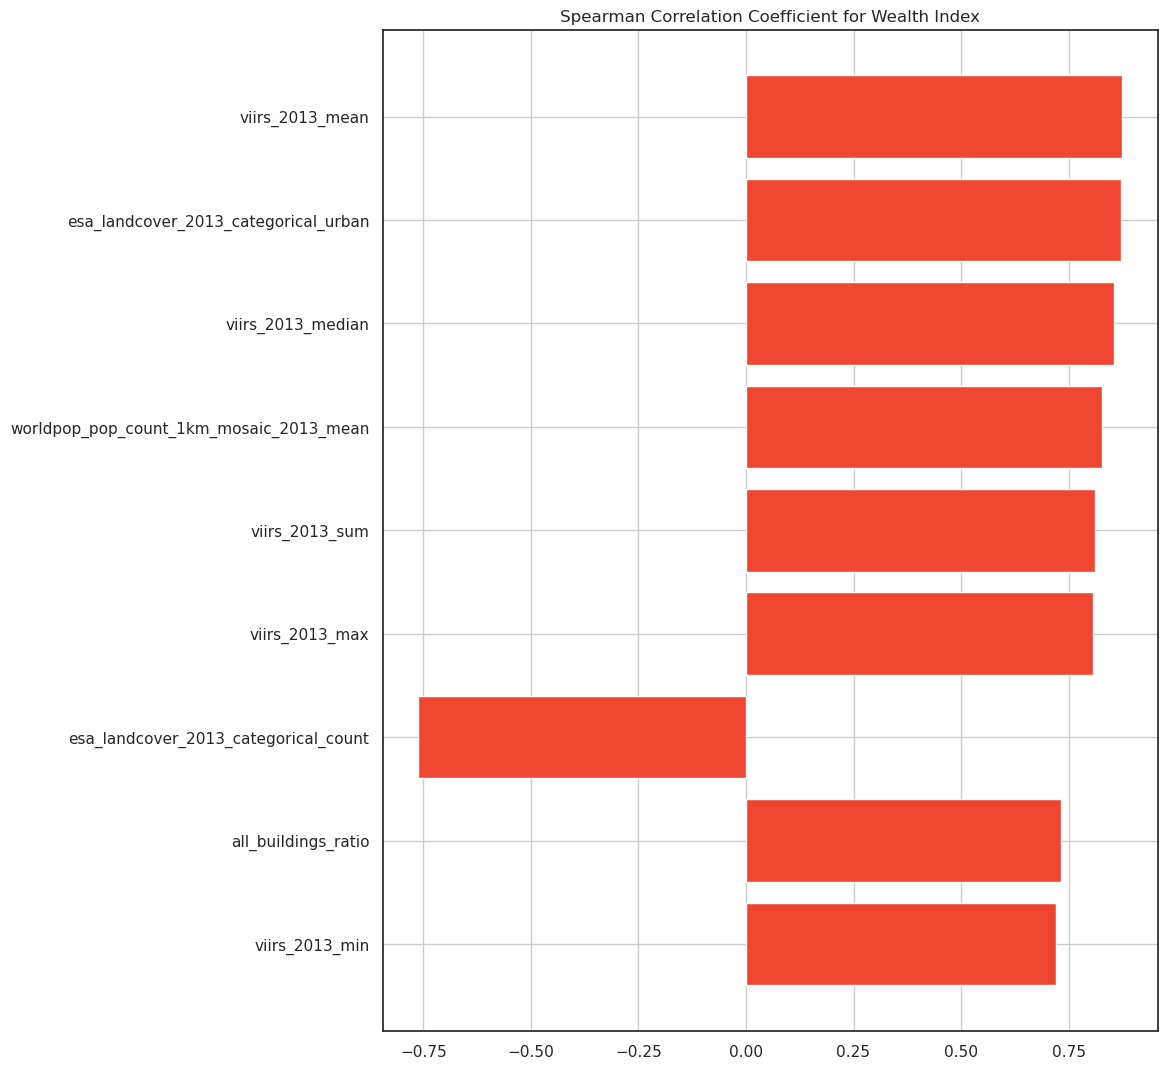 Spearman Correlation Coefficient for Wealth Index
viirs_2013_mean
esa_landcover_2013_categorical_urban
viirs_2013_median
worldpop_pop_count_1km_mosaic_2013_mean
viirs_2013_sum
viirs_2013_max
esa_landcover_2013_categorical_count
all_buildings_ratio
viirs_2013_min
−0.75 −0.50 −0.25 0.00 0.25 0.50 0.75